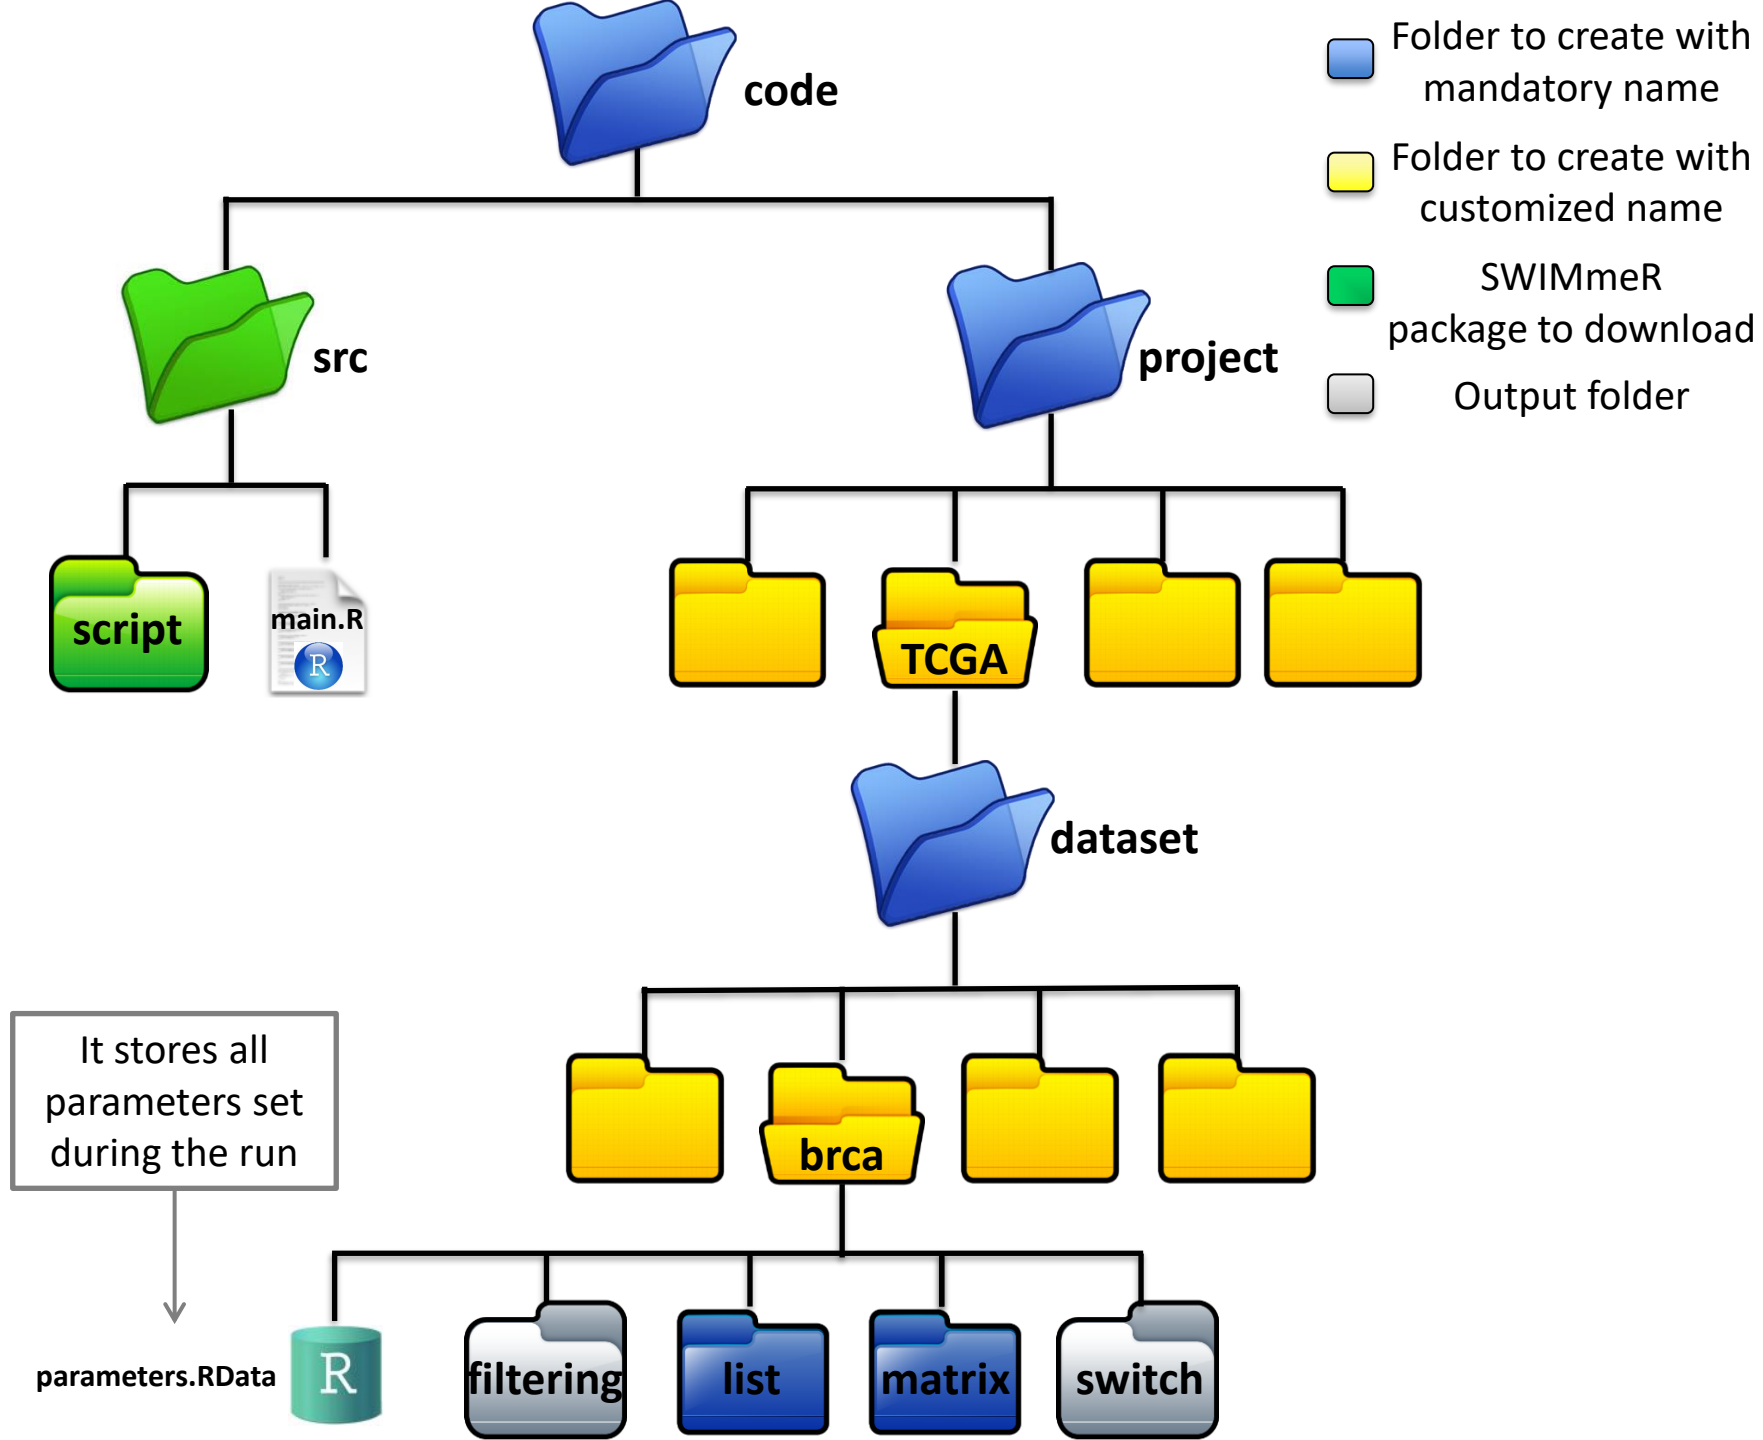 code
Folder to create with
mandatory name
Folder to create with
customized name
SWIMmeR
package to download
Output folder
src
project
script
main.R
R
TCGA
dataset
It stores all
parameters set
during the run
brca
parameters.RData
R
filtering
list
matrix
switch